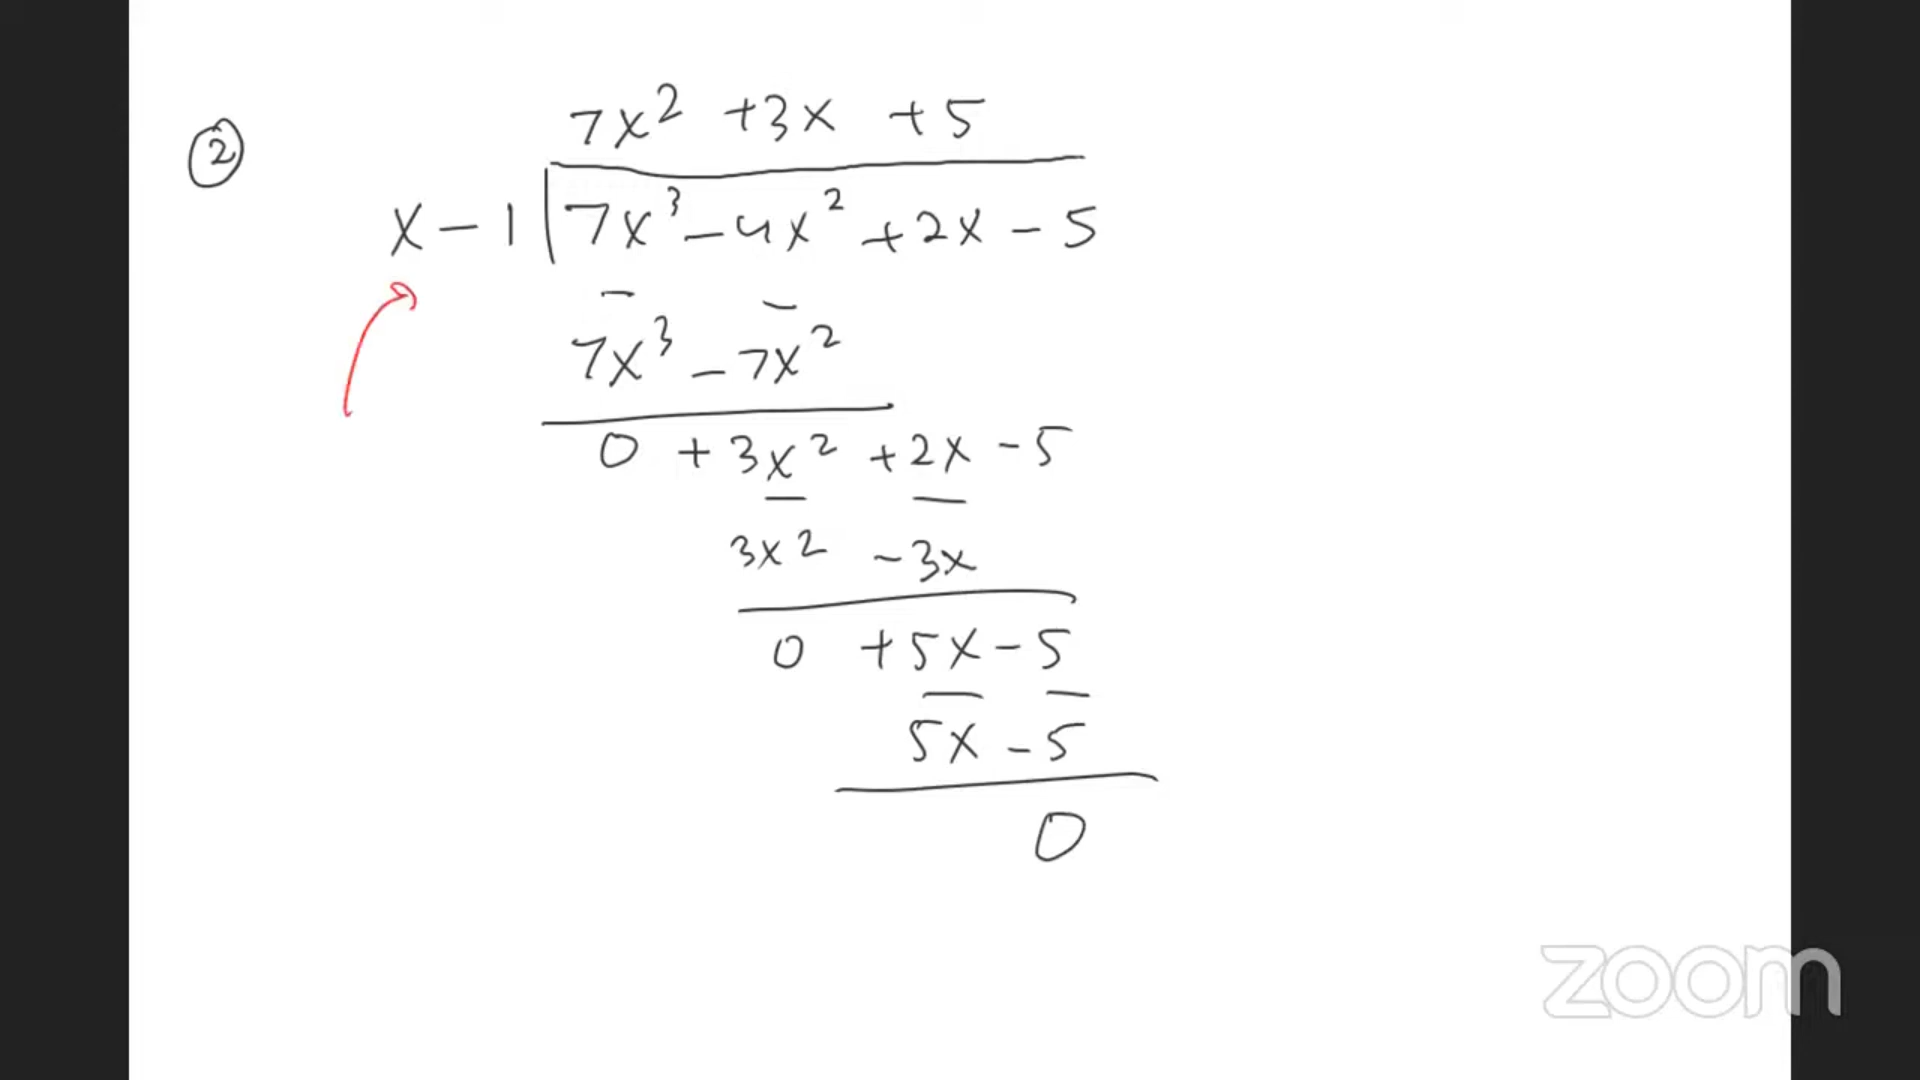 ②
7x² +3x +5
x - 1 | 7x³ - 4x² + 2x - 5
- -
7x³ - 7x²
0 + 3x² + 2x - 5
- -
3x² - 3x
0 + 5x - 5
- -
5x - 5
0
zoom